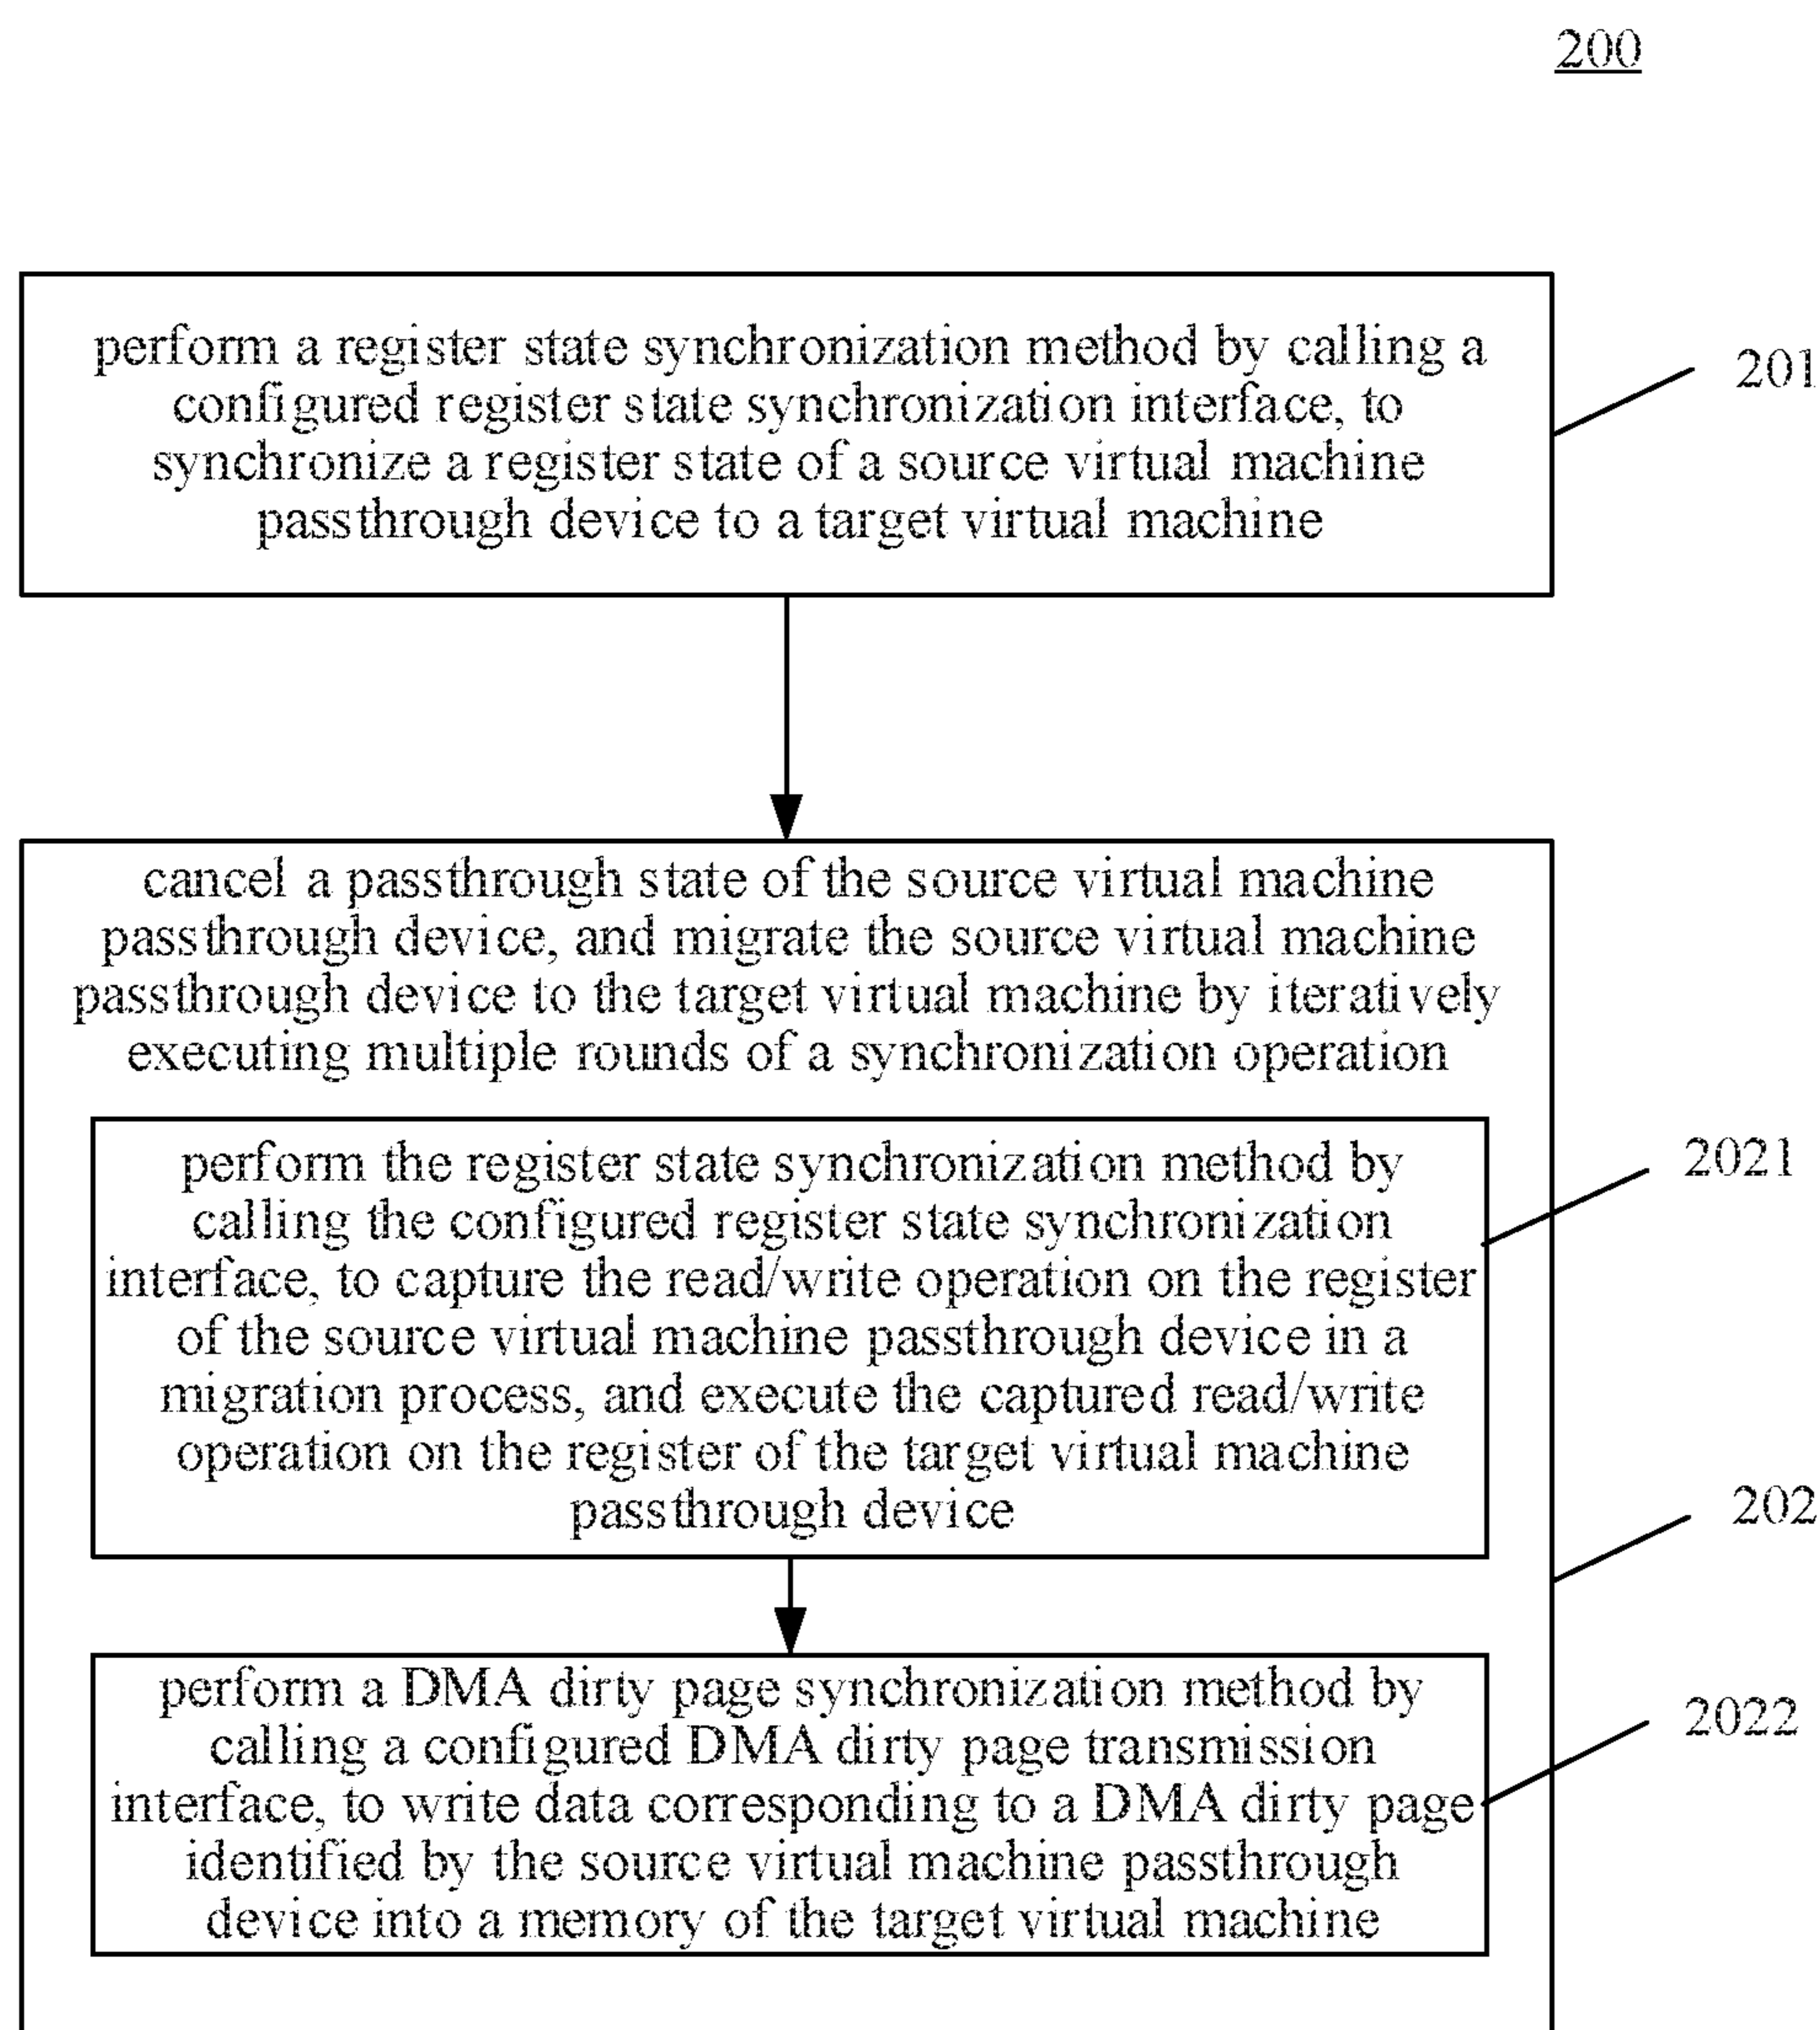 200
perform a register state synchronization method by calling a
configured register state synchronization interface, to
synchronize a register state of a source virtual machine
passthrough device to a target virtual machine
201
cancel a passthrough state of the source virtual machine
passthrough device, and migrate the source virtual machine
passthrough device to the target virtual machine by iteratively
executing multiple rounds of a synchronization operation
perform the register state synchronization method by
calling the configured register state synchronization
interface, to capture the read/write operation on the register
of the source virtual machine passthrough device in a
migration process, and execute the captured read/write
operation on the register of the target virtual machine
passthrough device
2021
202
perform a DMA dirty page synchronization method by
calling a configured DMA dirty page transmission
interface, to write data corresponding to a DMA dirty page
identified by the source virtual machine passthrough
device into a memory of the target virtual machine
2022